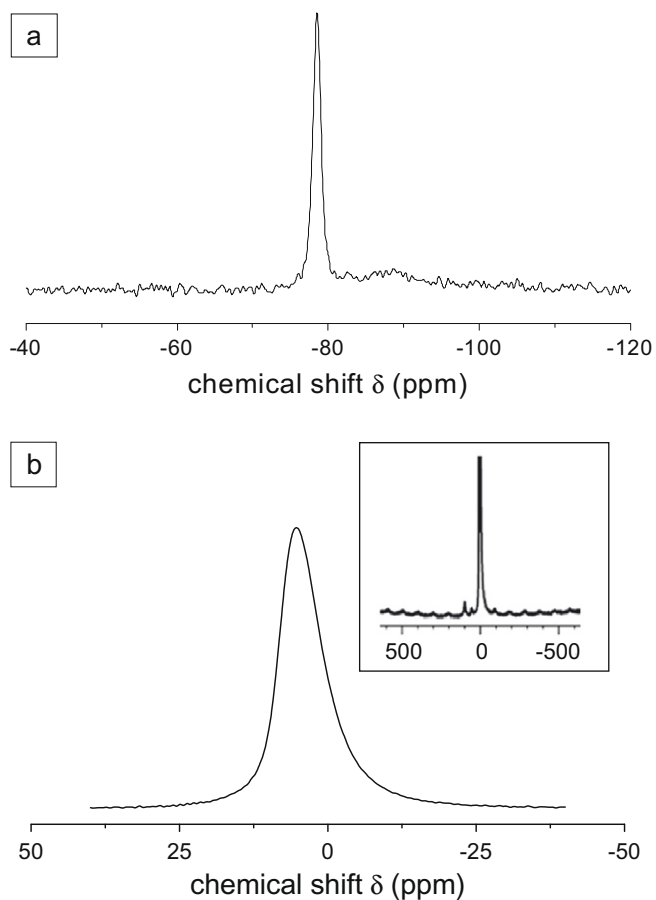 a
-40 -60 -80 -100 -120
chemical shift δ (ppm)
b
500 0 -500
50 25 0 -25 -50
chemical shift δ (ppm)